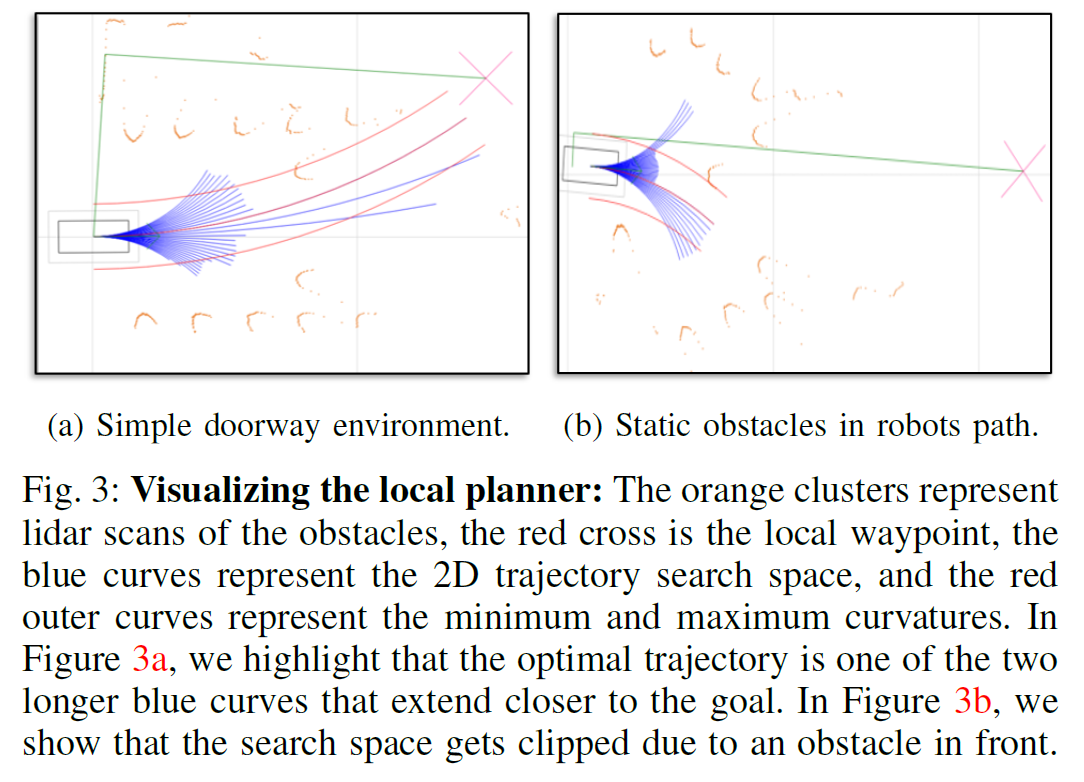 (a) Simple doorway environment.
(b) Static obstacles in robots path.
Fig. 3: Visualizing the local planner: The orange clusters represent
lidar scans of the obstacles, the red cross is the local waypoint, the
blue curves represent the 2D trajectory search space, and the red
outer curves represent the minimum and maximum curvatures. In
Figure 3a, we highlight that the optimal trajectory is one of the two
longer blue curves that extend closer to the goal. In Figure 3b, we
show that the search space gets clipped due to an obstacle in front.